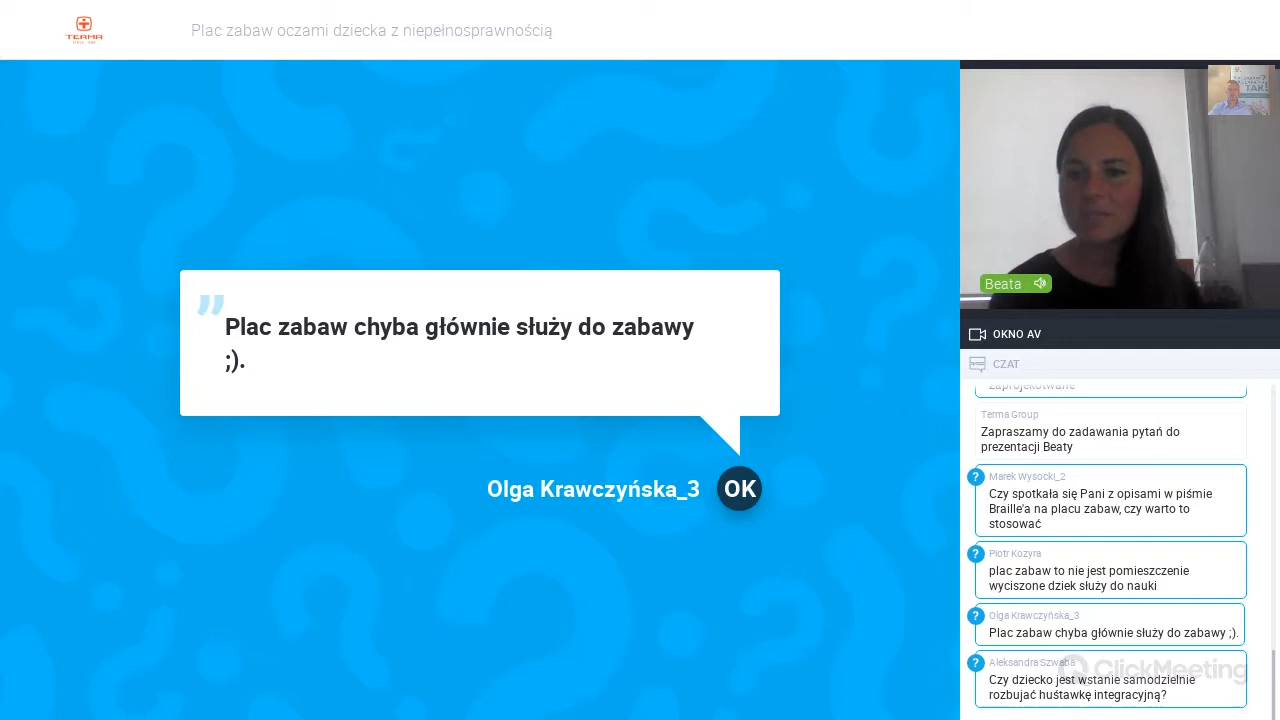 TERMA
Plac zabaw oczami dziecka z niepełnosprawnością
TAK!
Beata
OKNO AV
CZAT
"
Plac zabaw chyba głównie służy do zabawy
;).
Olga Krawczyńska_3
OK
Zaprojektowane
Terma Group
Zapraszamy do zadawania pytań do
prezentacji Beaty
?
Marek Wysocki_2
Czy spotkała się Pani z opisami w piśmie
Braille'a na placu zabaw, czy warto to
stosować
?
Piotr Kozyra
plac zabaw to nie jest pomieszczenie
wyciszone dziek służy do nauki
?
Olga Krawczyńska_3
Plac zabaw chyba głównie służy do zabawy ;).
?
Aleksandra Szwaba
Czy dziecko jest wstanie samodzielnie
rozbujać huśtawkę integracyjną?
ClickMeeting